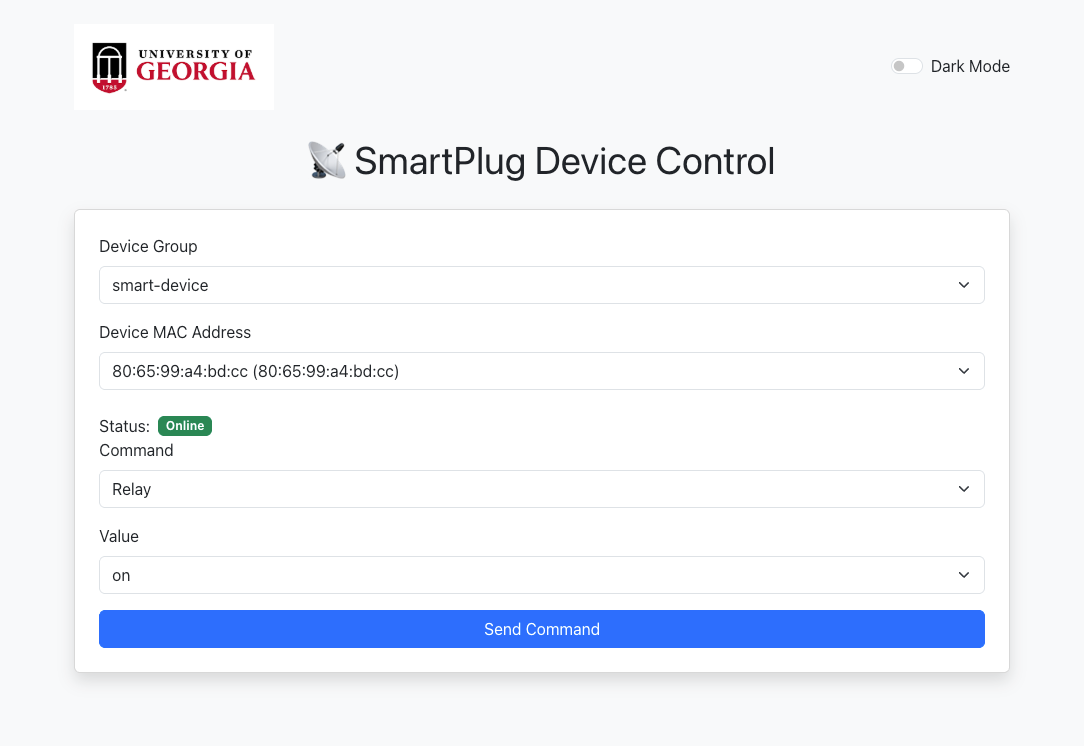 UNIVERSITY OF
GEORGIA
1785
Dark Mode
SmartPlug Device Control
Device Group
smart-device
Device MAC Address
80:65:99:a4:bd:cc (80:65:99:a4:bd:cc)
Status: Online
Command
Relay
Value
on
Send Command